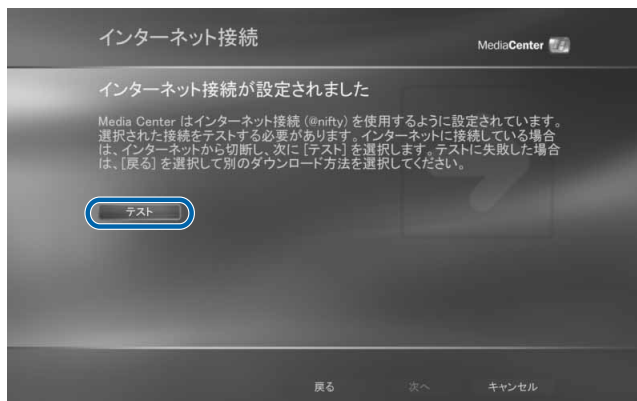 インターネット接続
MediaCenter
インターネット接続が設定されました
Media Center はインターネット接続 (@nifty) を使用するように設定されています。
選択された接続をテストする必要があります。インターネットに接続している場合
は、インターネットから切断し、次に [テスト] を選択します。テストに失敗した場合
は、[戻る] を選択して別のダウンロード方法を選択してください。
テスト
戻る 次へ キャンセル